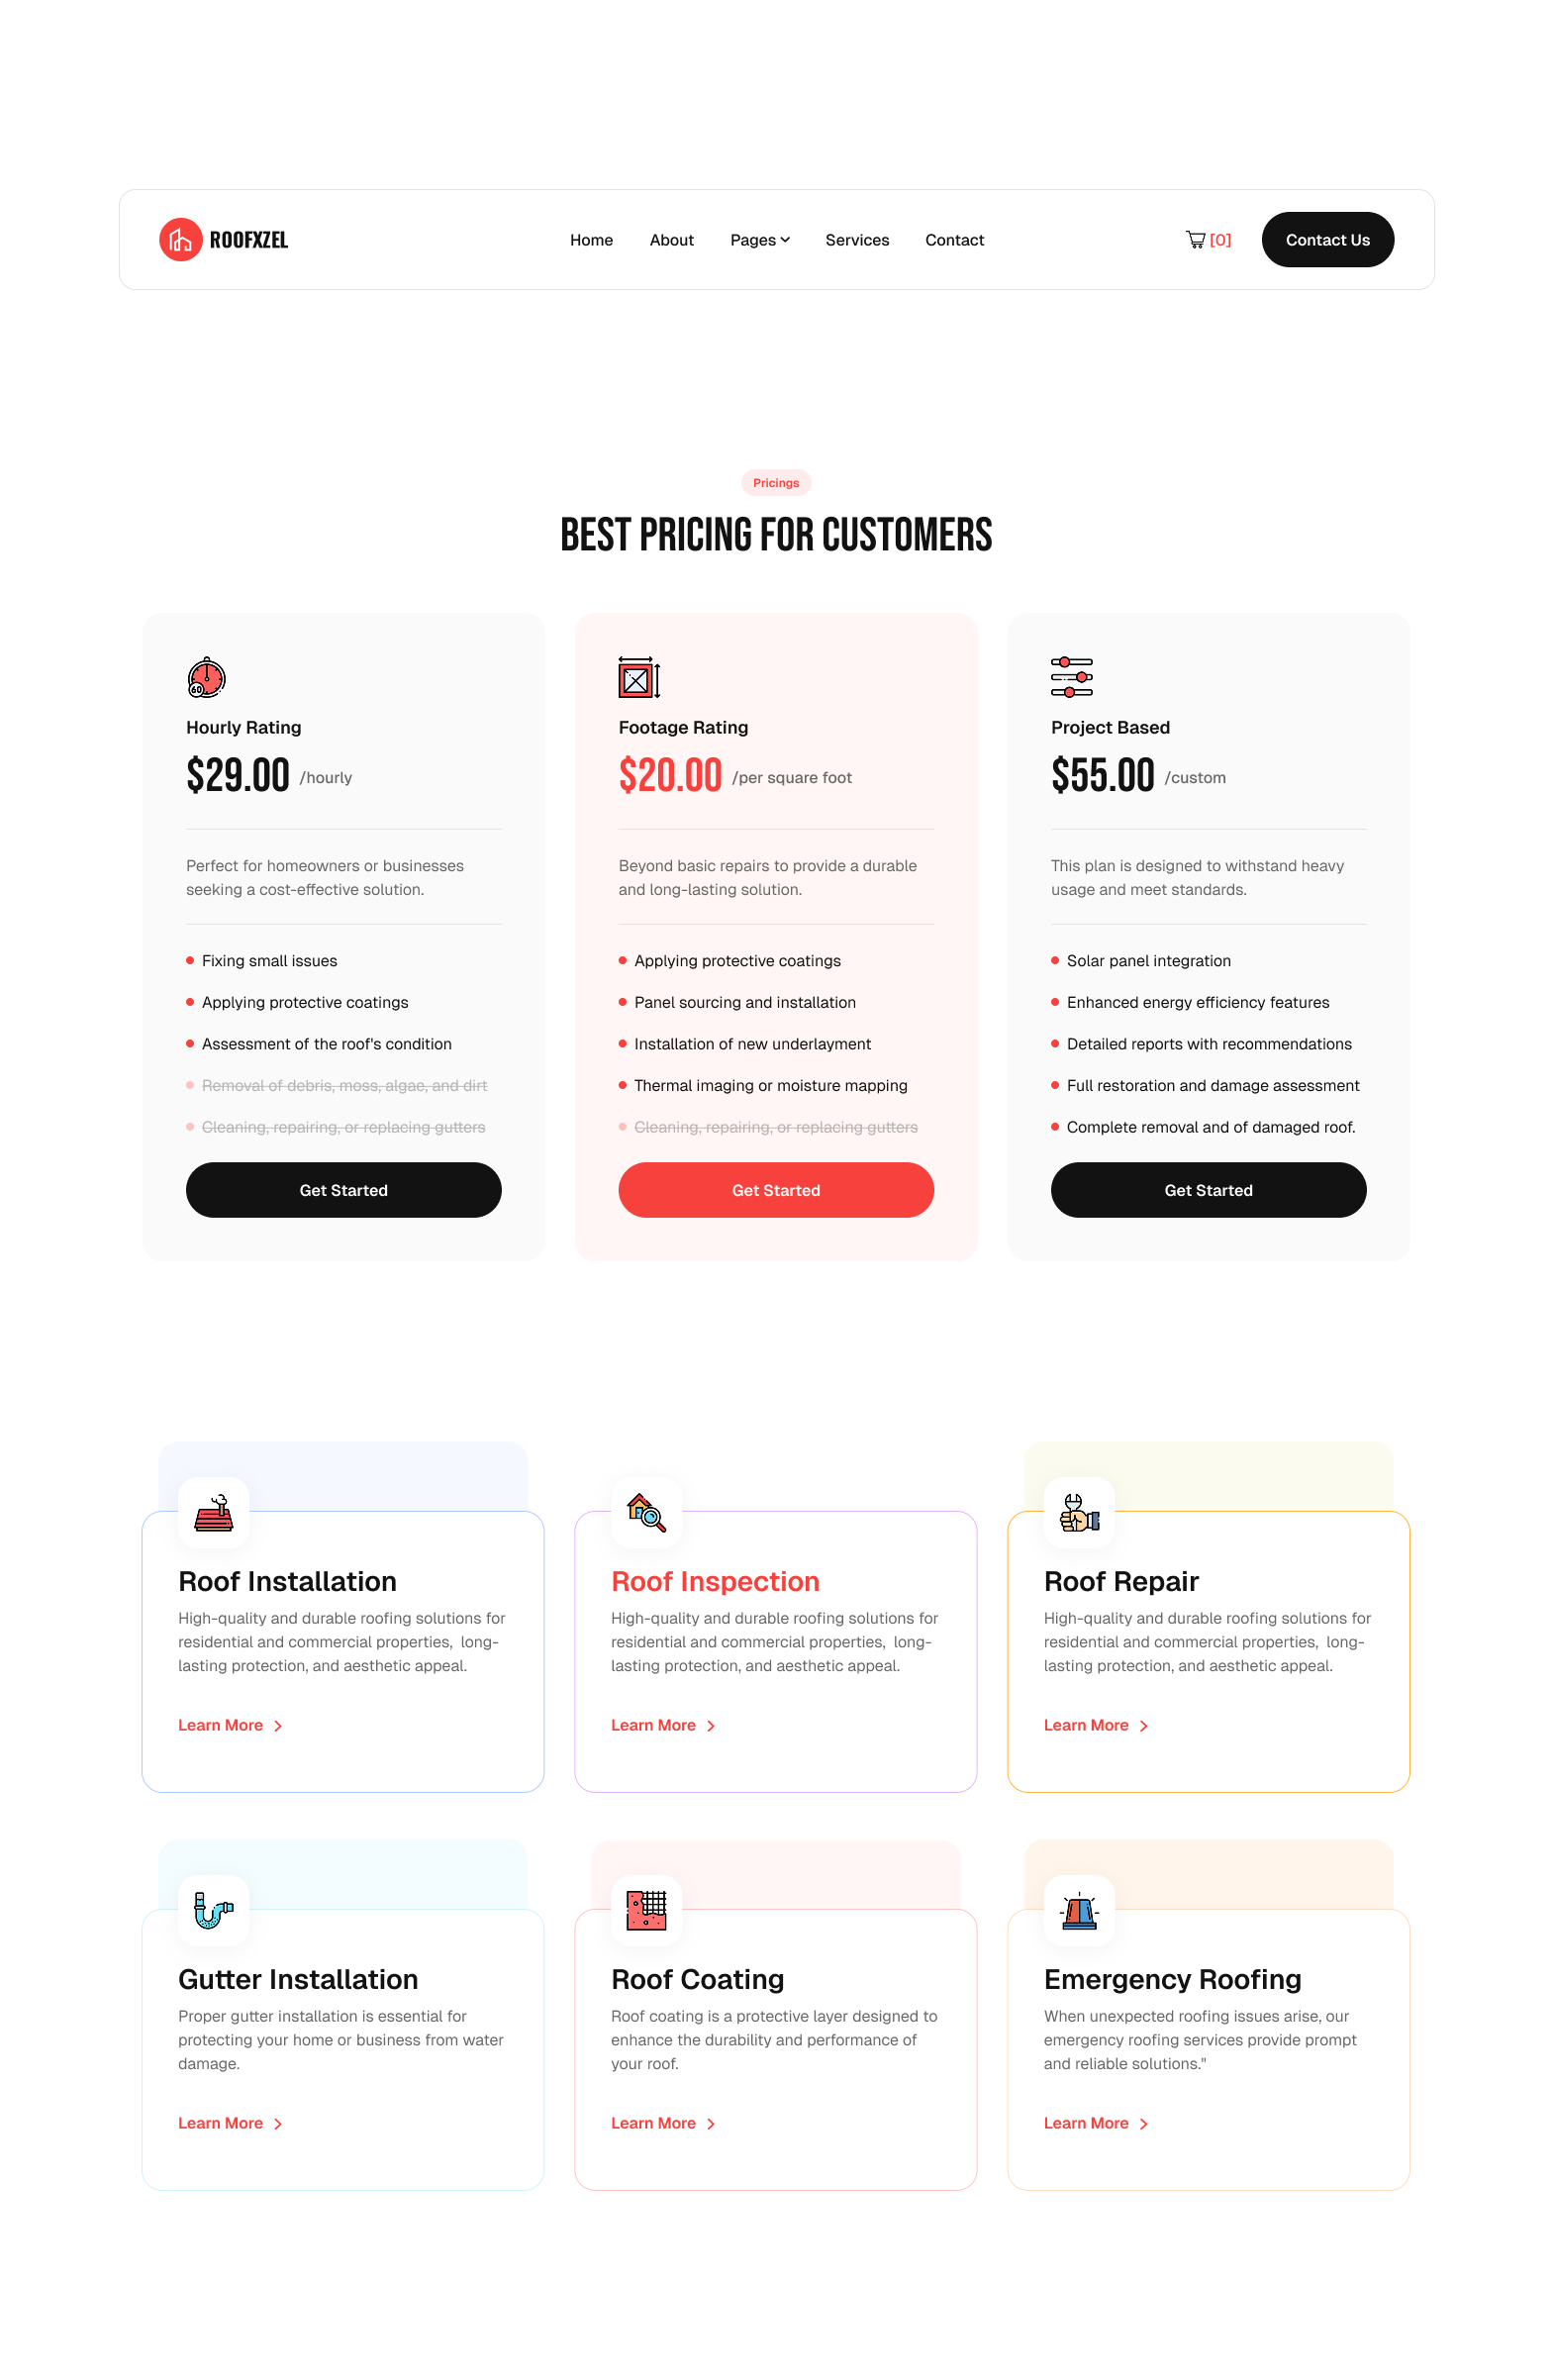 ROOFXZEL
Home
About
Pages
Services
Contact
[0]
Contact Us
Pricings
BEST PRICING FOR CUSTOMERS
60
Hourly Rating
$29.00 /hourly
Perfect for homeowners or businesses
seeking a cost-effective solution.
Fixing small issues
Applying protective coatings
Assessment of the roof's condition
Removal of debris, moss, algae, and dirt
Cleaning, repairing, or replacing gutters
Get Started
Footage Rating
$20.00 /per square foot
Beyond basic repairs to provide a durable
and long-lasting solution.
Applying protective coatings
Panel sourcing and installation
Installation of new underlayment
Thermal imaging or moisture mapping
Cleaning, repairing, or replacing gutters
Get Started
Project Based
$55.00 /custom
This plan is designed to withstand heavy
usage and meet standards.
Solar panel integration
Enhanced energy efficiency features
Detailed reports with recommendations
Full restoration and damage assessment
Complete removal and of damaged roof.
Get Started
Roof Installation
High-quality and durable roofing solutions for
residential and commercial properties,  long-
lasting protection, and aesthetic appeal.
Learn More
Roof Inspection
High-quality and durable roofing solutions for
residential and commercial properties,  long-
lasting protection, and aesthetic appeal.
Learn More
Roof Repair
High-quality and durable roofing solutions for
residential and commercial properties,  long-
lasting protection, and aesthetic appeal.
Learn More
Gutter Installation
Proper gutter installation is essential for
protecting your home or business from water
damage.
Learn More
Roof Coating
Roof coating is a protective layer designed to
enhance the durability and performance of
your roof.
Learn More
Emergency Roofing
When unexpected roofing issues arise, our
emergency roofing services provide prompt
and reliable solutions."
Learn More